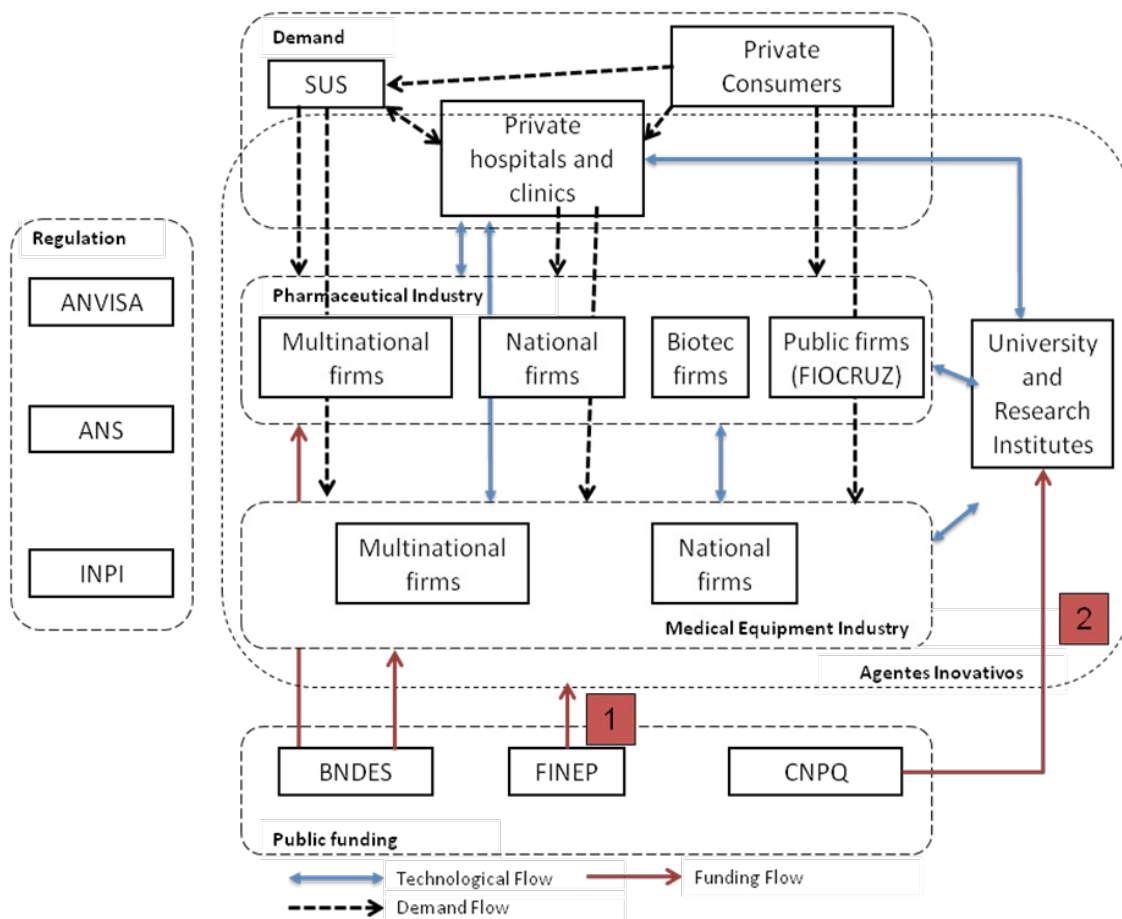 Demand
SUS
Private
Consumers
Private
hospitals and
clinics
Regulation
ANVISA
ANS
INPI
Pharmaceutical Industry
Multinational
firms
National
firms
Biotec
firms
Public firms
(FIOCRUZ)
University
and
Research
Institutes
Multinational
firms
National
firms
Medical Equipment Industry
2
Agentes Inovativos
1
BNDES
FINEP
CNPQ
Public funding
Technological Flow
Funding Flow
Demand Flow